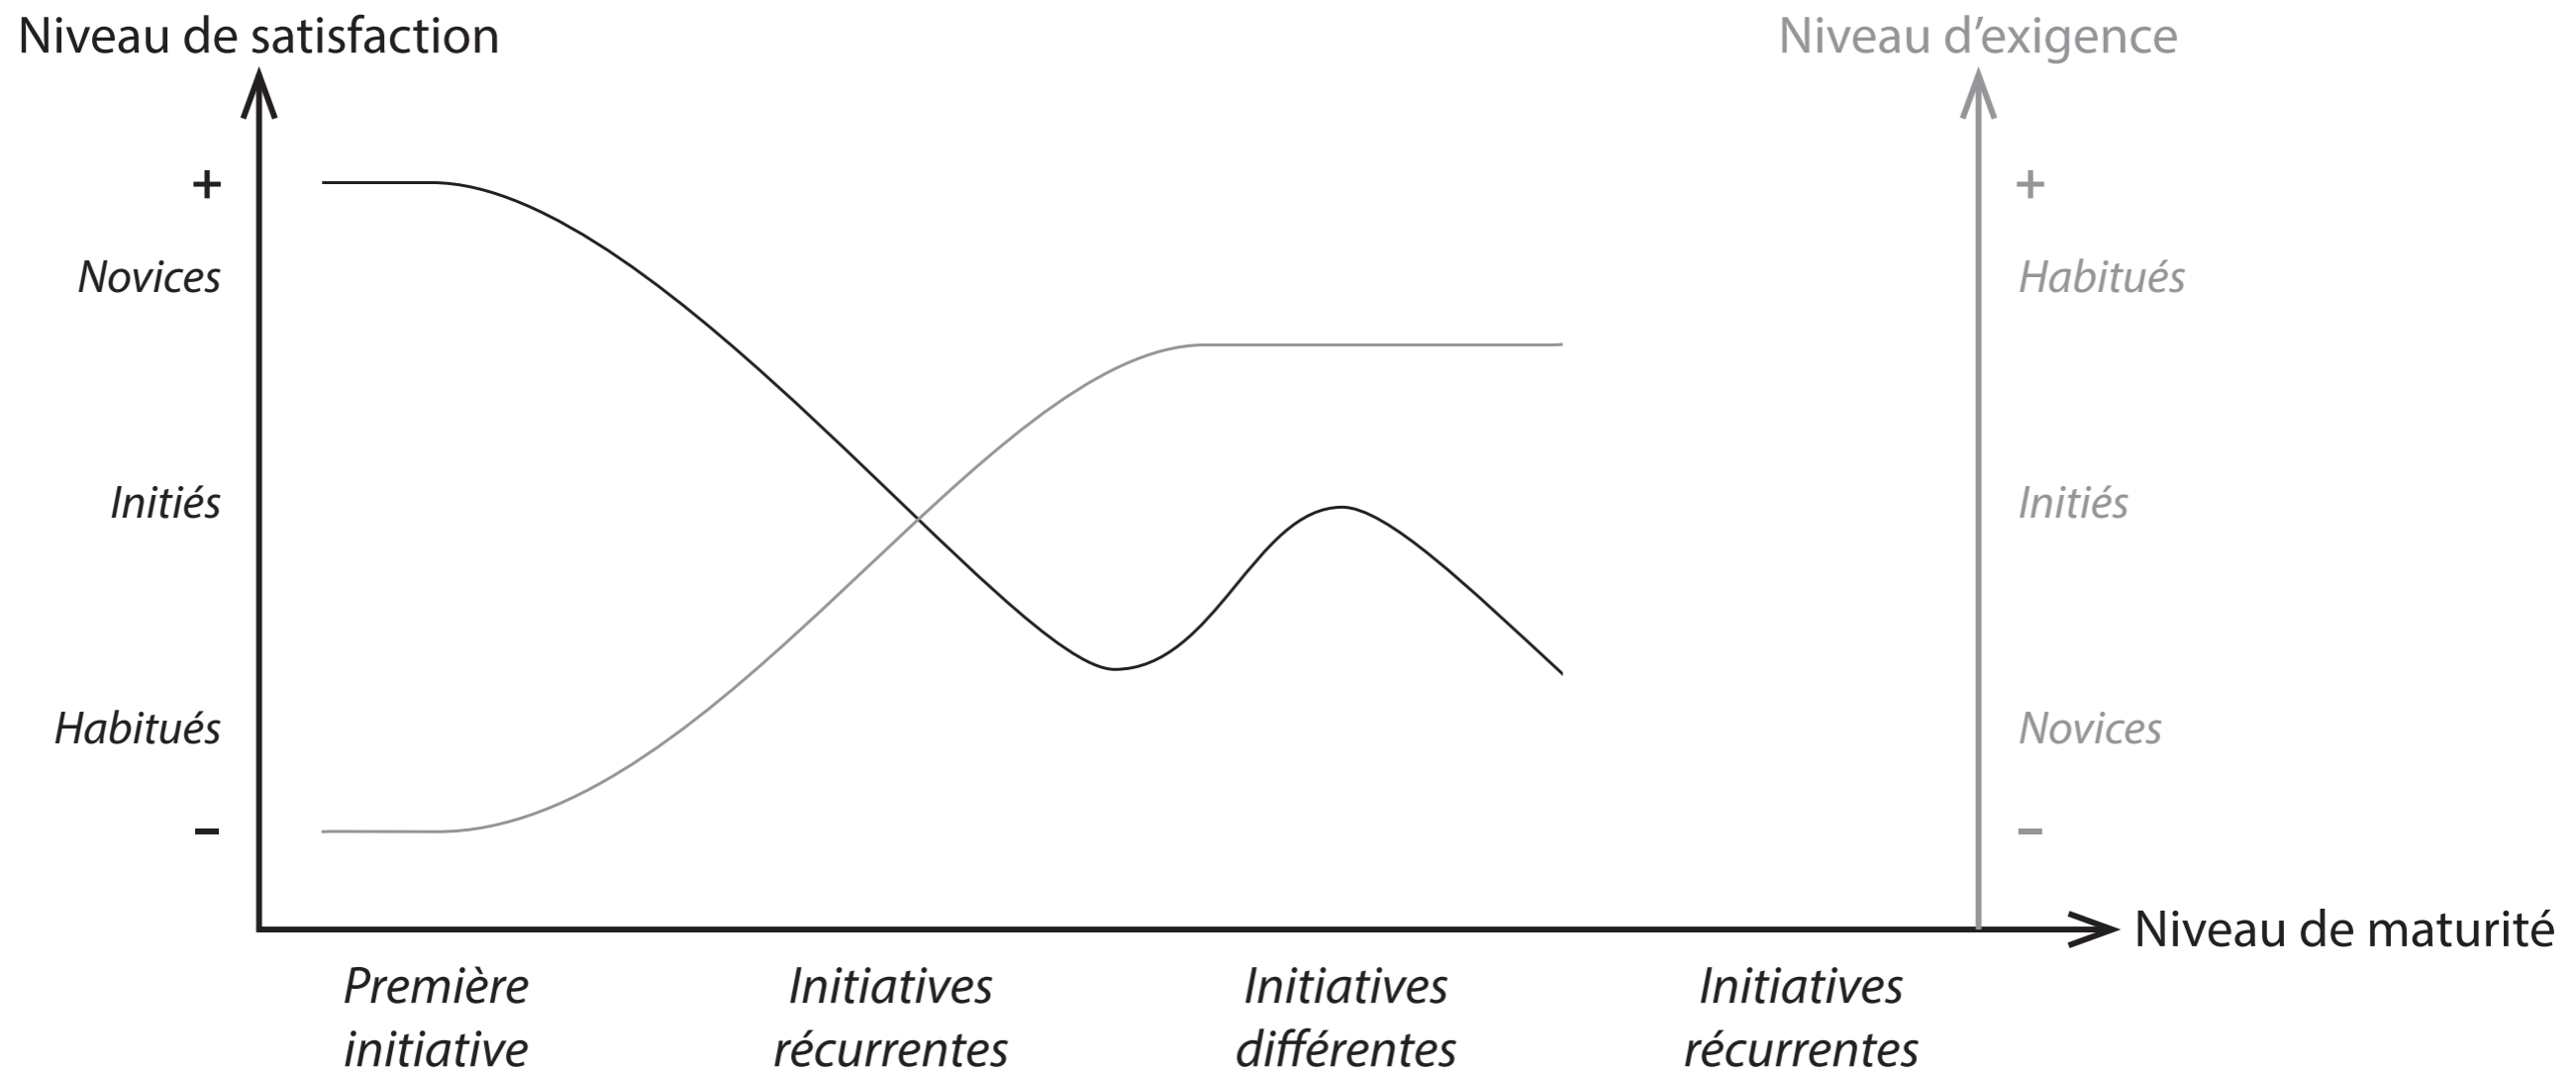 Niveau de satisfaction
Niveau d’exigence
+
+
Novices
Habitués
Initiés
Initiés
Habitués
Novices
–
–
Niveau de maturité
Première
initiative
Initiatives
récurrentes
Initiatives
différentes
Initiatives
récurrentes